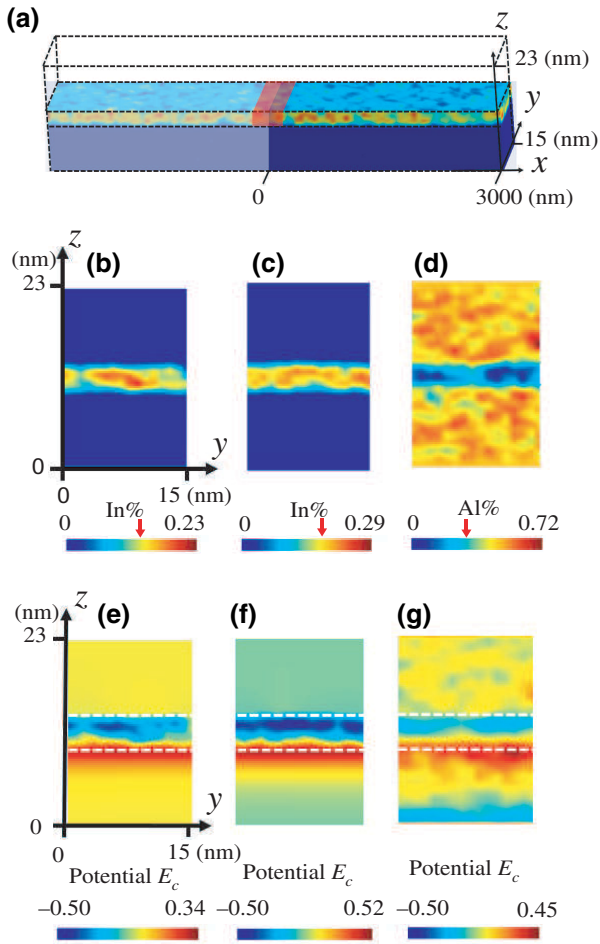 (a)
z
23 (nm)
y
15 (nm)
x
0
3000 (nm)
z
(nm)
23
(b)
(c)
(d)
0
y
0
15 (nm)
In%
0
0.23
In%
0
0.29
Al%
0
0.72
z
(nm)
23
(e)
(f)
(g)
0
y
0
15 (nm)
Potential E_c
−0.50
0.34
Potential E_c
−0.50
0.52
Potential E_c
−0.50
0.45